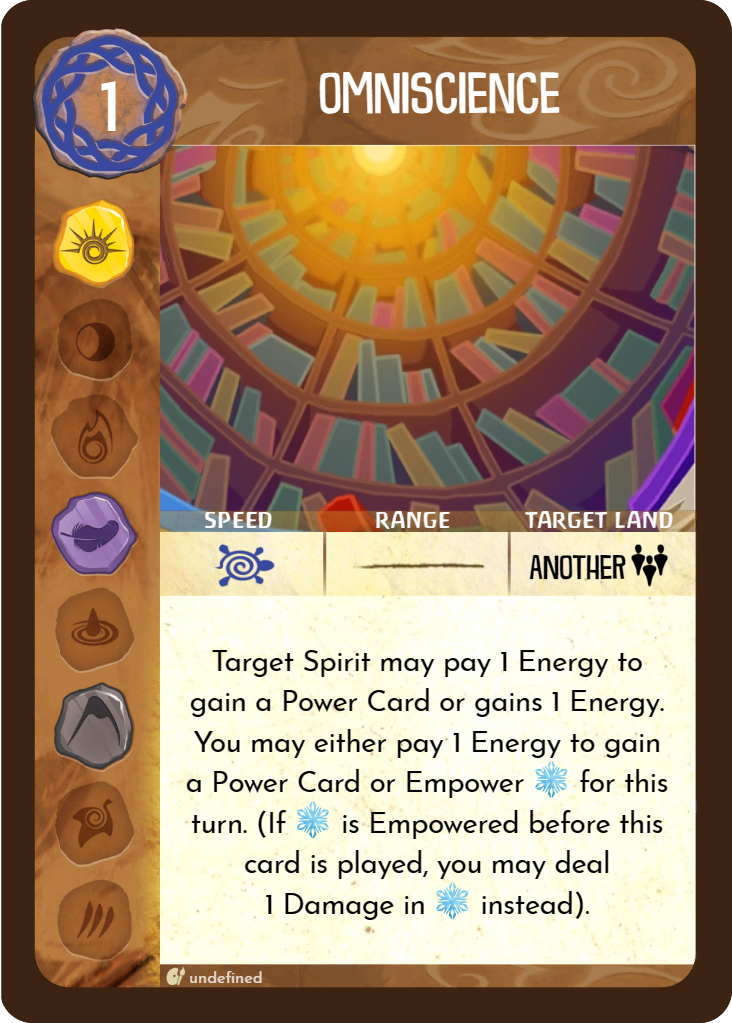 1
OMNISCIENCE
SPEED RANGE TARGET LAND
ANOTHER
Target Spirit may pay 1 Energy to
gain a Power Card or gains 1 Energy.
You may either pay 1 Energy to gain
a Power Card or Empower for this
turn. (If is Empowered before this
card is played, you may deal
1 Damage in instead).
undefined